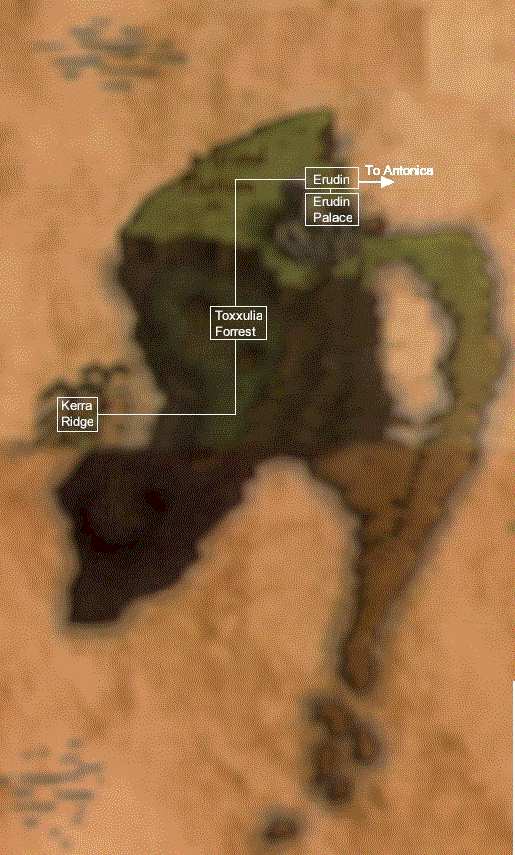 To Antonica
Erudin
Erudin
Palace
Toxxulia
Forrest
Kerra
Ridge